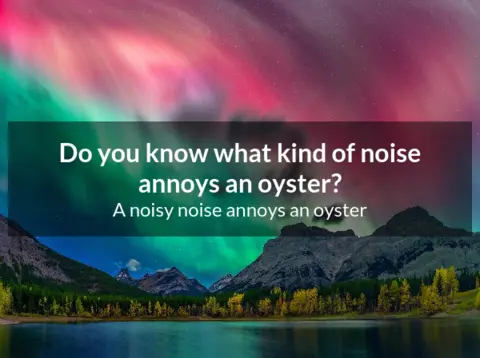 Do you know what kind of noise
annoys an oyster?
A noisy noise annoys an oyster